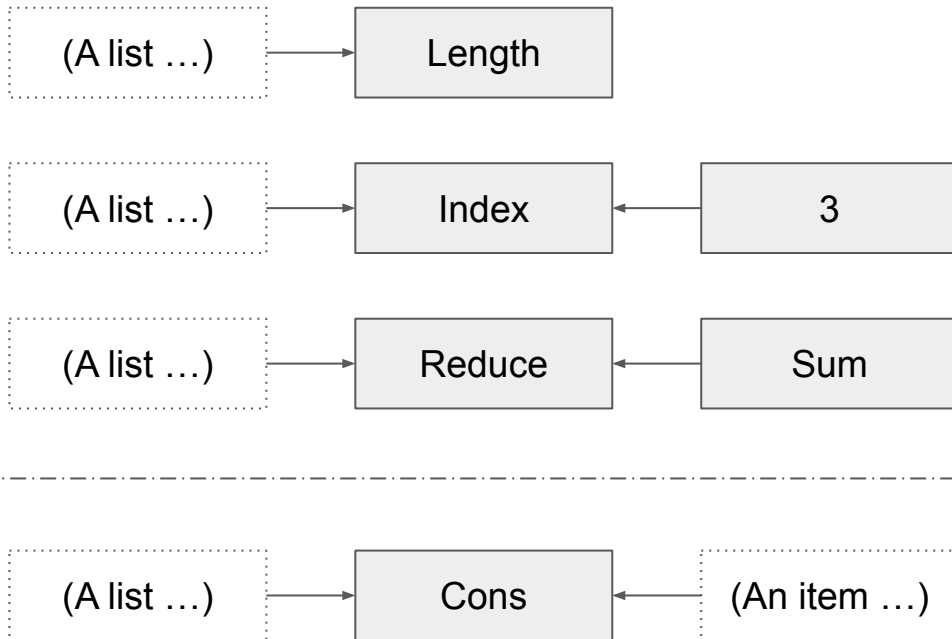 (A list …)
Length
(A list …)
Index
3
(A list …)
Reduce
Sum
(A list …)
Cons
(An item …)